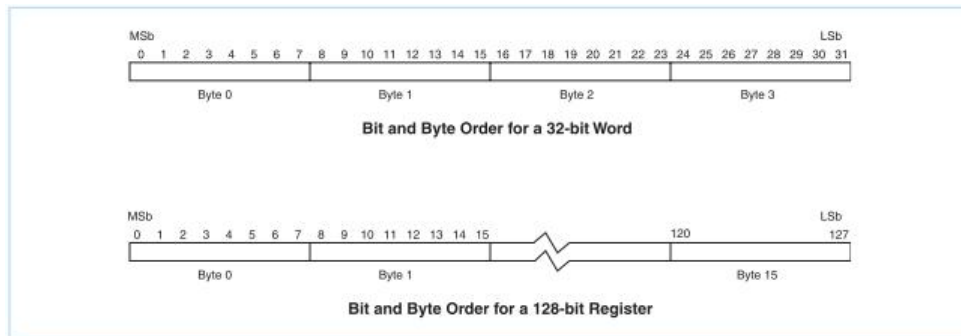 MSb LSb
0 1 2 3 4 5 6 7 8 9 10 11 12 13 14 15 16 17 18 19 20 21 22 23 24 25 26 27 28 29 30 31
Byte 0 Byte 1 Byte 2 Byte 3
Bit and Byte Order for a 32-bit Word
MSb LSb
0 1 2 3 4 5 6 7 8 9 10 11 12 13 14 15 120 127
Byte 0 Byte 1 Byte 15
Bit and Byte Order for a 128-bit Register